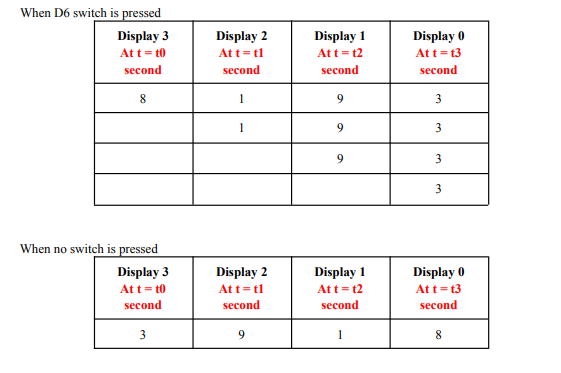 When D6 switch is pressed
Display 3 Display 2 Display 1 Display 0
At t = t0 At t = t1 At t = t2 At t = t3
second second second second
8 1 9 3
1 9 3
9 3
3
When no switch is pressed
Display 3 Display 2 Display 1 Display 0
At t = t0 At t = t1 At t = t2 At t = t3
second second second second
3 9 1 8